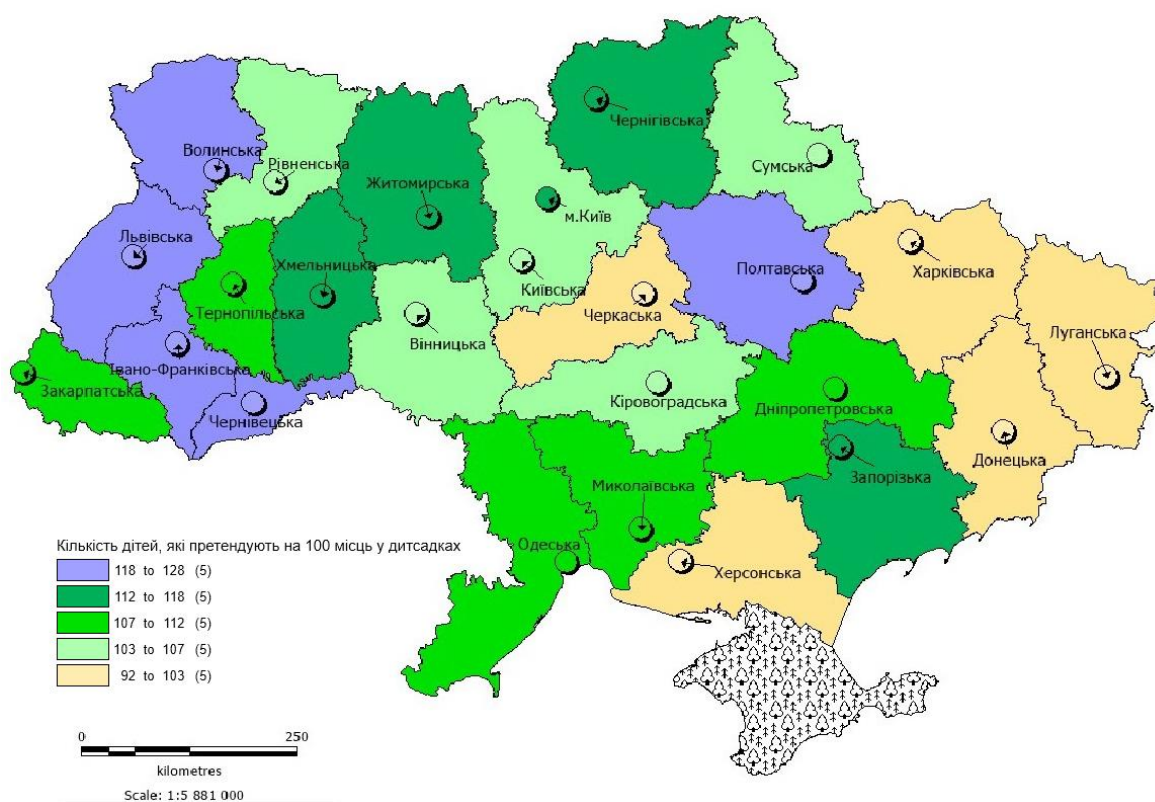 Чернігівська
Волинська
Рівненська
Сумська
Житомирська
м.Київ
Львівська
Хмельницька
Київська
Полтавська
Харківська
Тернопільська
Черкаська
Вінницька
Луганська
Івано-Франківська
Закарпатська
Чернівецька
Кіровоградська
Дніпропетровська
Донецька
Запорізька
Миколаївська
Одеська
Херсонська
Кількість дітей, які претендують на 100 місць у дитсадках
118 to 128 (5)
112 to 118 (5)
107 to 112 (5)
103 to 107 (5)
92 to 103 (5)
0 250
kilometres
Scale: 1:5 881 000